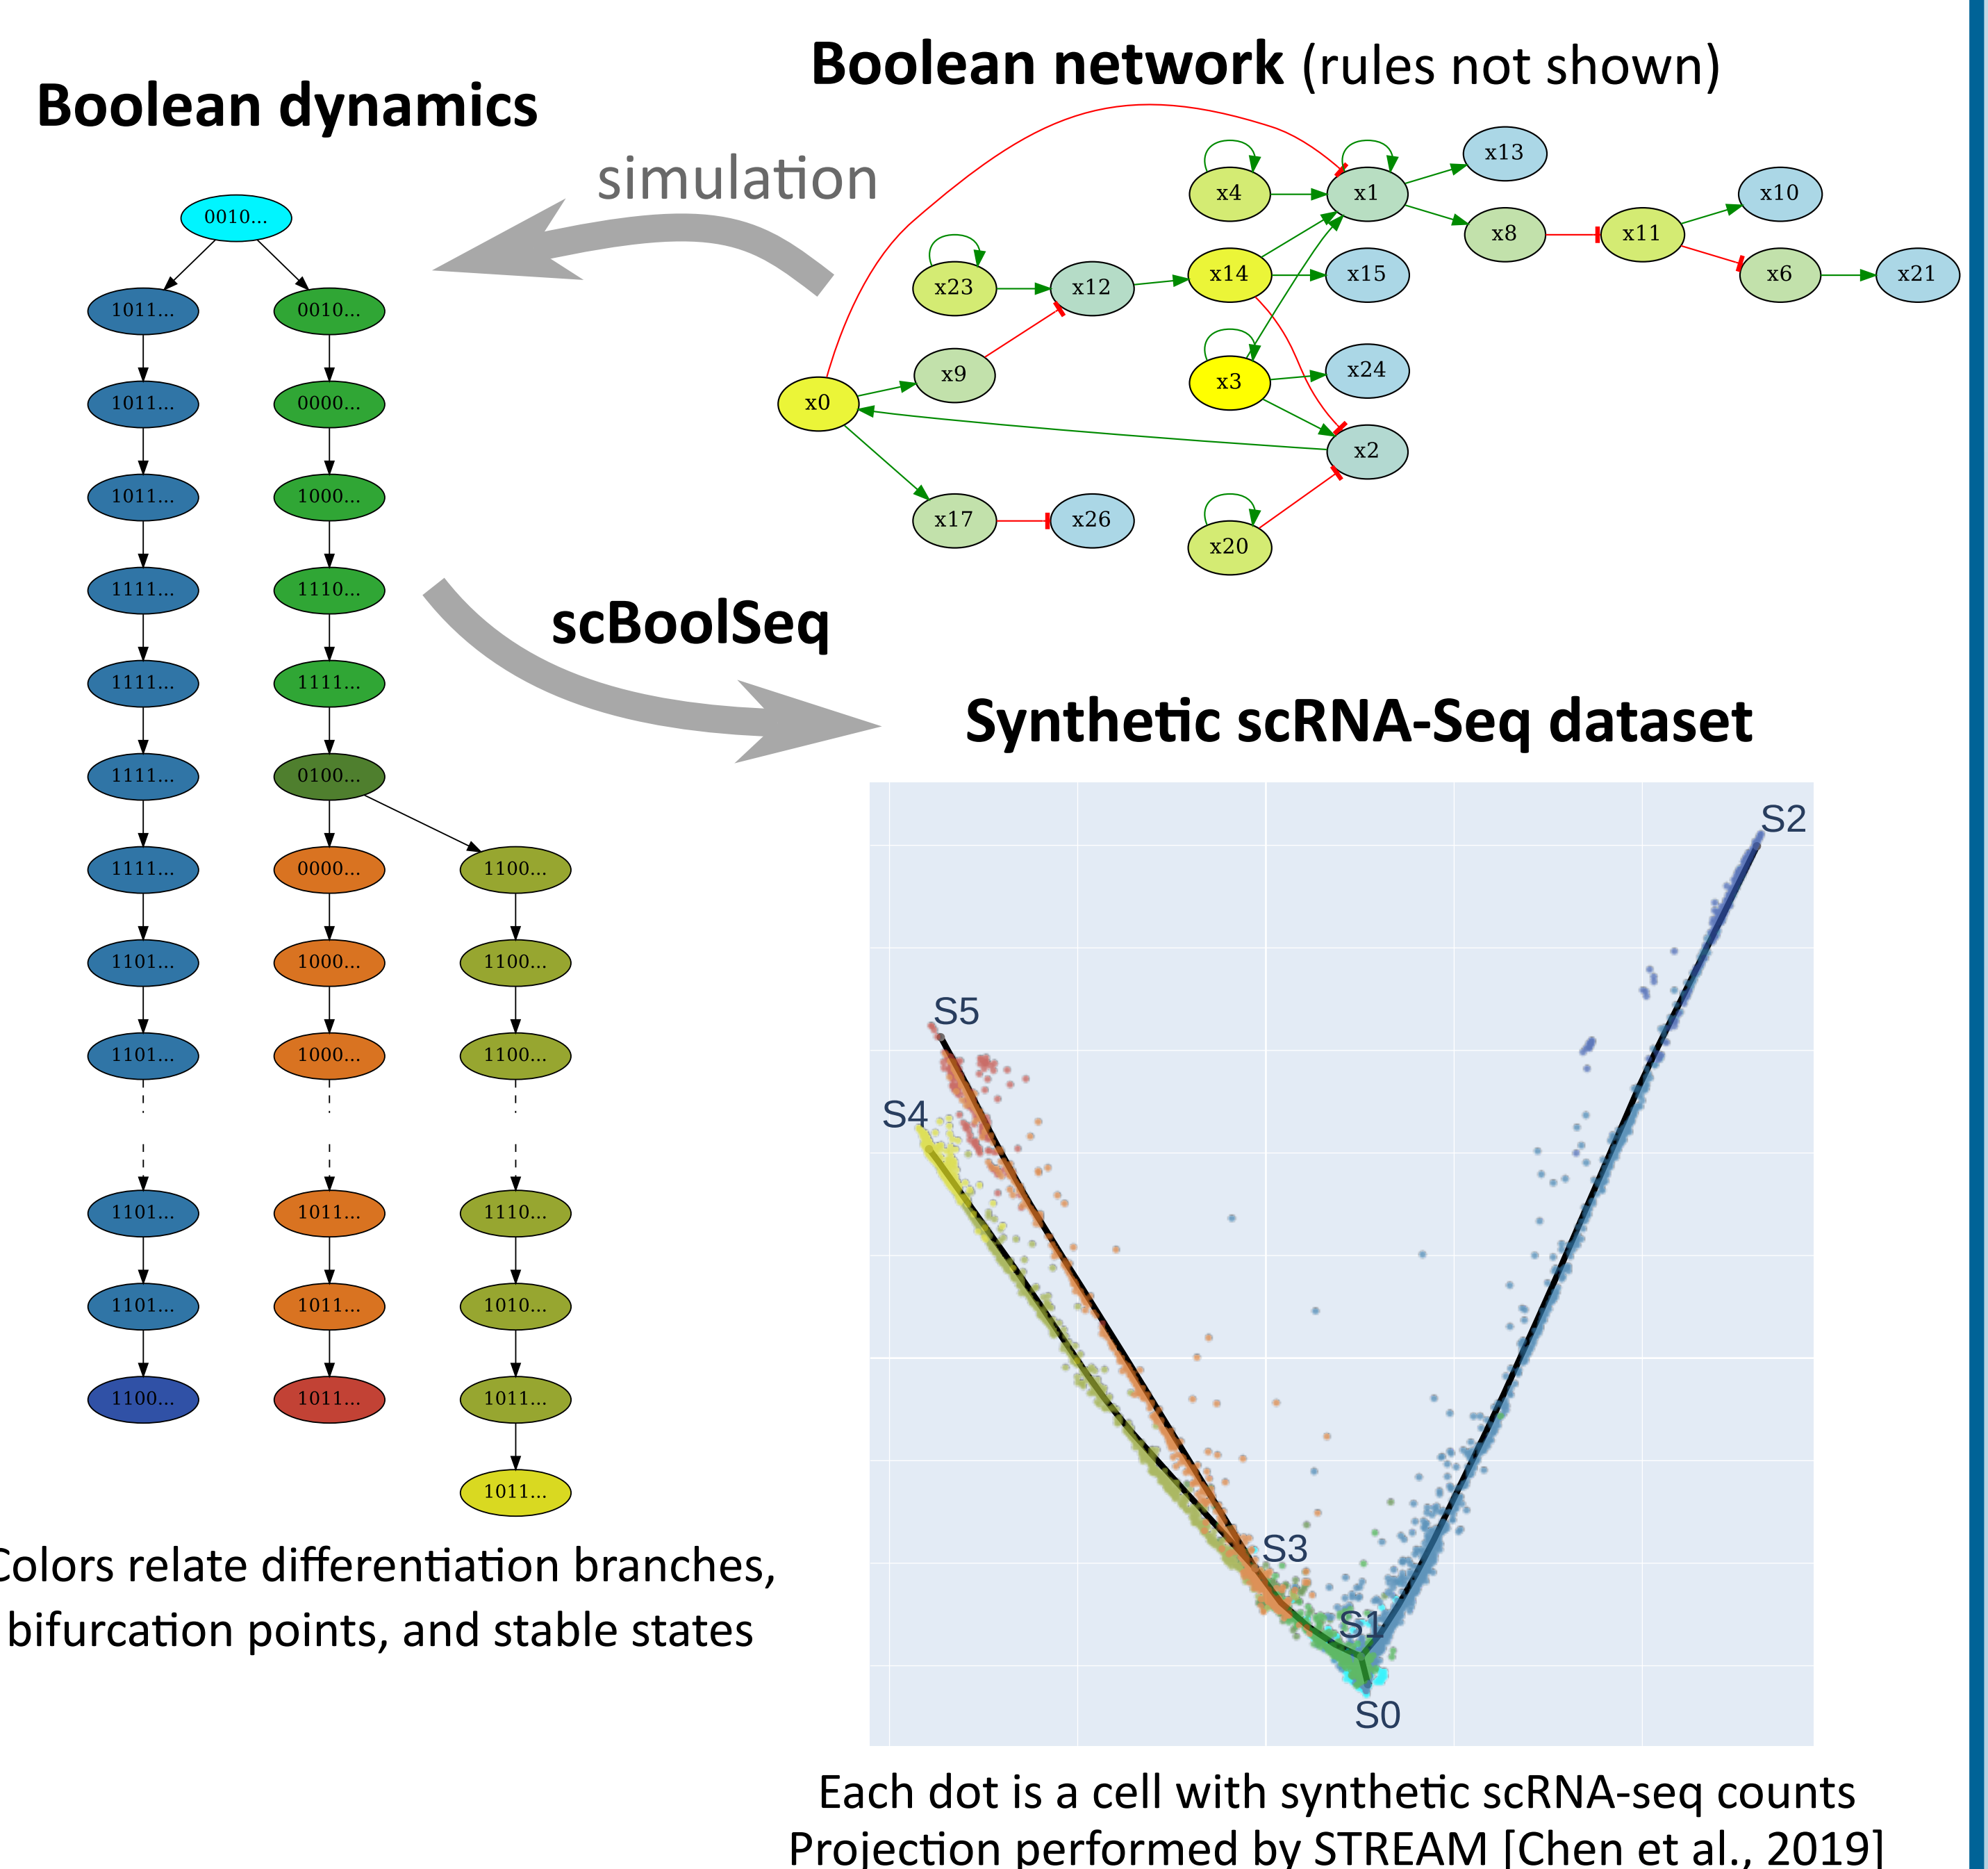 Boolean network (rules not shown)
Boolean dynamics
simulation
0010...
1011... 0010...
1011... 0000...
1011... 1000...
1111... 1110...
1111... 1111...
1111... 0100...
1111... 0000... 1100...
1101... 1000... 1100...
1101... 1000... 1100...
1101... 1011... 1110...
1101... 1011... 1010...
1100... 1011... 1011...
1011...
Colors relate differentiation branches,
bifurcation points, and stable states
x13
x4 x1 x10
x8 x11
x23 x12 x14 x15 x6 x21
x9 x3 x24
x0
x2
x17 x26
x20
scBoolSeq
Synthetic scRNA-Seq dataset
S2
S5
S4
S3
S1
S0
Each dot is a cell with synthetic scRNA-seq counts
Projection performed by STREAM [Chen et al., 2019]